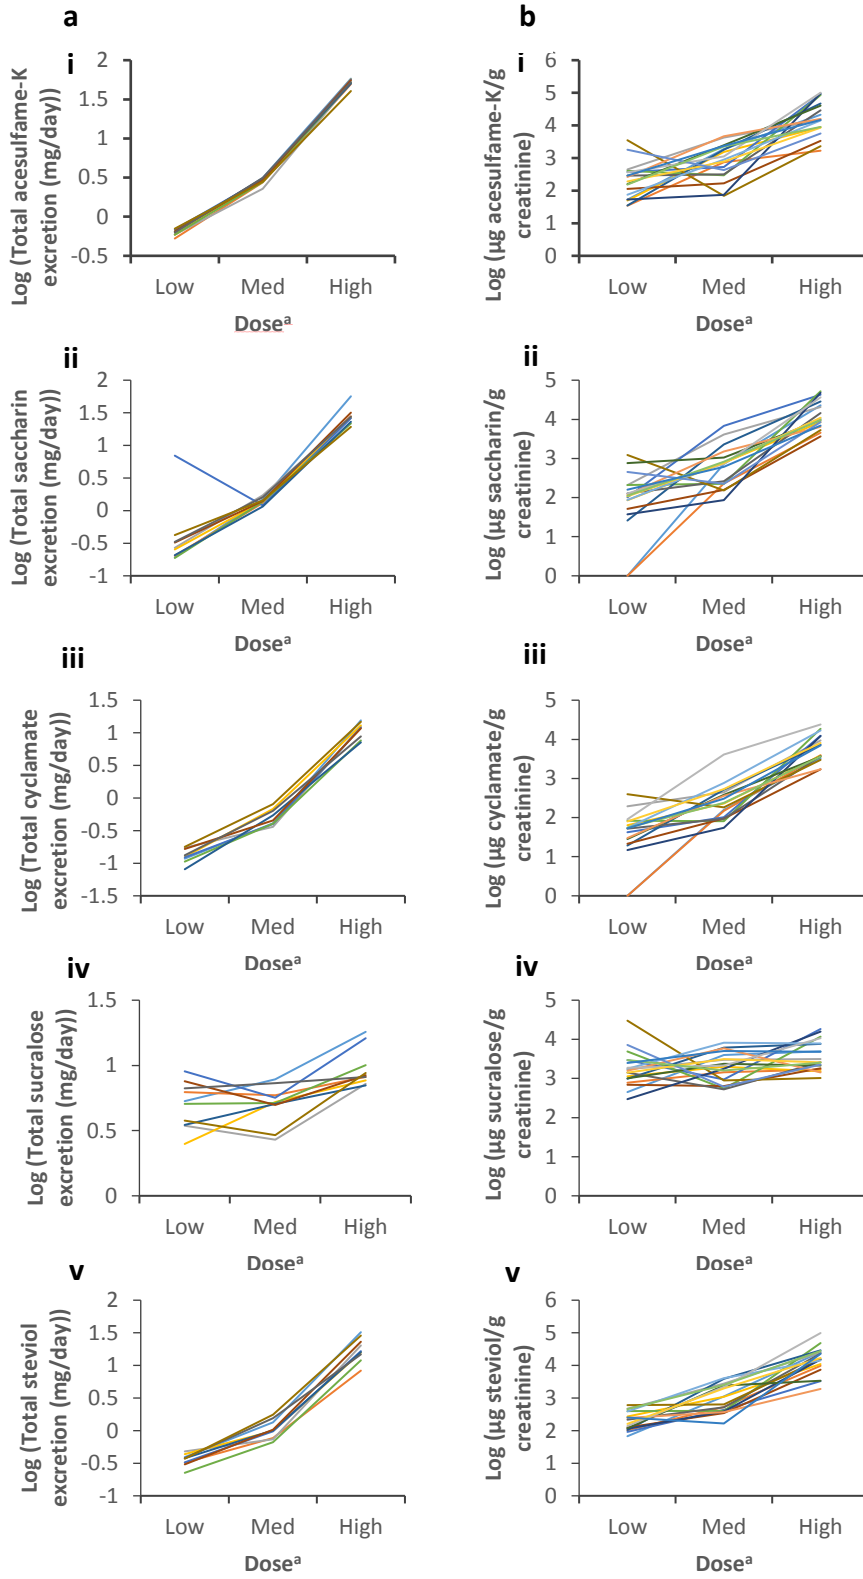 a
b
i
Log (Total acesulfame-K
excretion (mg/day))
2
1.5
1
0.5
0
-0.5
Low Med High
Doseᵃ
i
Log (µg acesulfame-K/g
creatinine)
6
5
4
3
2
1
0
Low Med High
Doseᵃ
ii
Log (Total saccharin
excretion (mg/day))
2
1.5
1
0.5
0
-0.5
-1
Low Med High
Doseᵃ
ii
Log (µg saccharin/g
creatinine)
5
4
3
2
1
0
Low Med High
Doseᵃ
iii
Log (Total cyclamate
excretion (mg/day))
1.5
1
0.5
0
-0.5
-1
-1.5
Low Med High
Doseᵃ
iii
Log (µg cyclamate/g
creatinine)
5
4
3
2
1
0
Low Med High
Doseᵃ
iv
Log (Total sucralose
excretion (mg/day))
1.5
1
0.5
0
Low Med High
Doseᵃ
iv
Log (µg sucralose/g
creatinine)
5
4
3
2
1
0
Low Med High
Doseᵃ
v
Log (Total steviol
excretion (mg/day))
2
1.5
1
0.5
0
-0.5
-1
Low Med High
Doseᵃ
v
Log (µg steviol/g
creatinine)
6
5
4
3
2
1
0
Low Med High
Doseᵃ